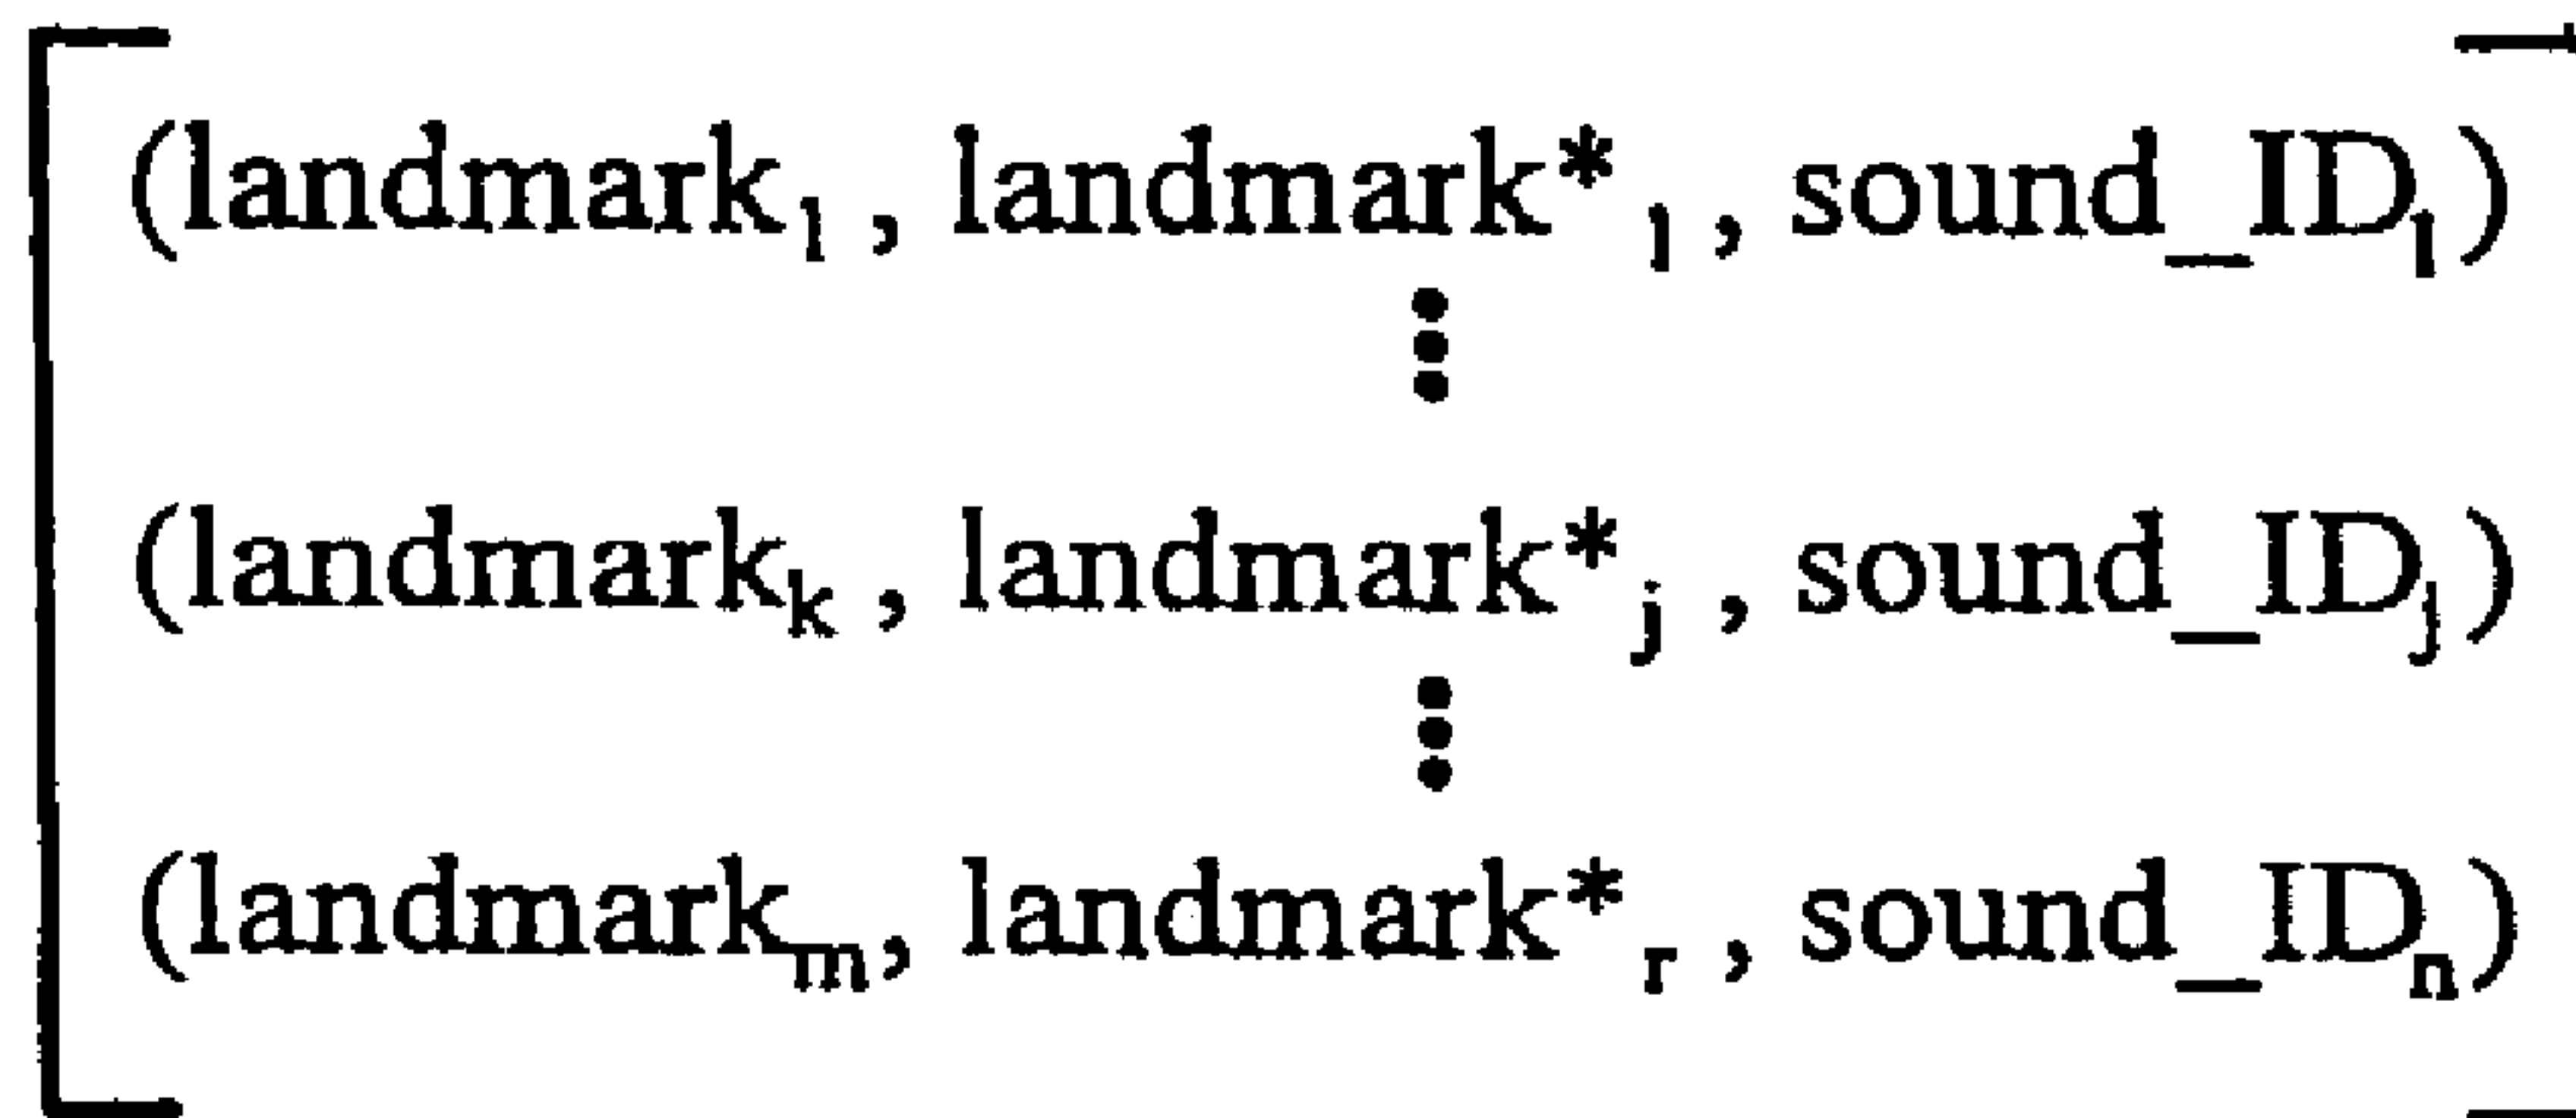 (landmark₁, landmark*₁, sound_ID₁)
⋮
(landmarkₖ, landmark*ⱼ, sound_IDⱼ)
⋮
(landmarkₘ, landmark*ᵣ, sound_IDₙ)